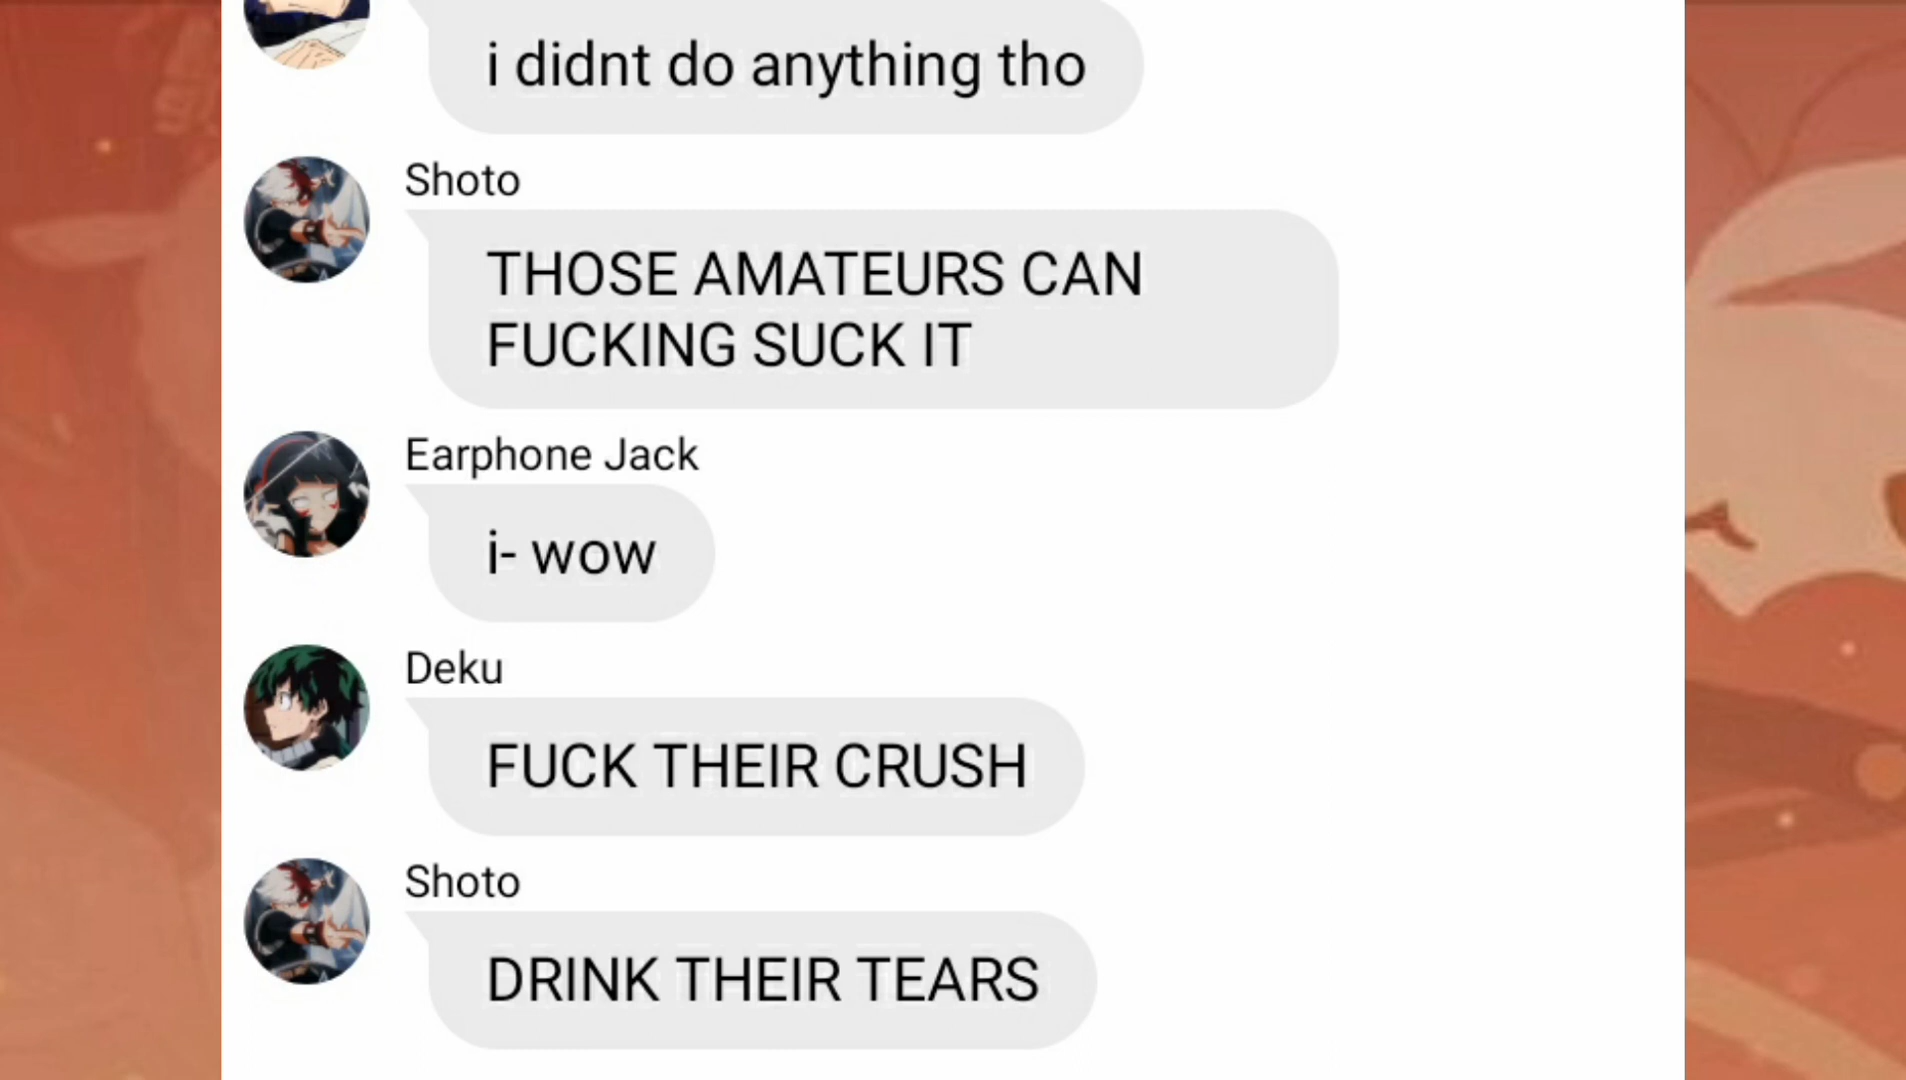 i didnt do anything tho
Shoto
THOSE AMATEURS CAN
FUCKING SUCK IT
Earphone Jack
i- wow
Deku
FUCK THEIR CRUSH
Shoto
DRINK THEIR TEARS